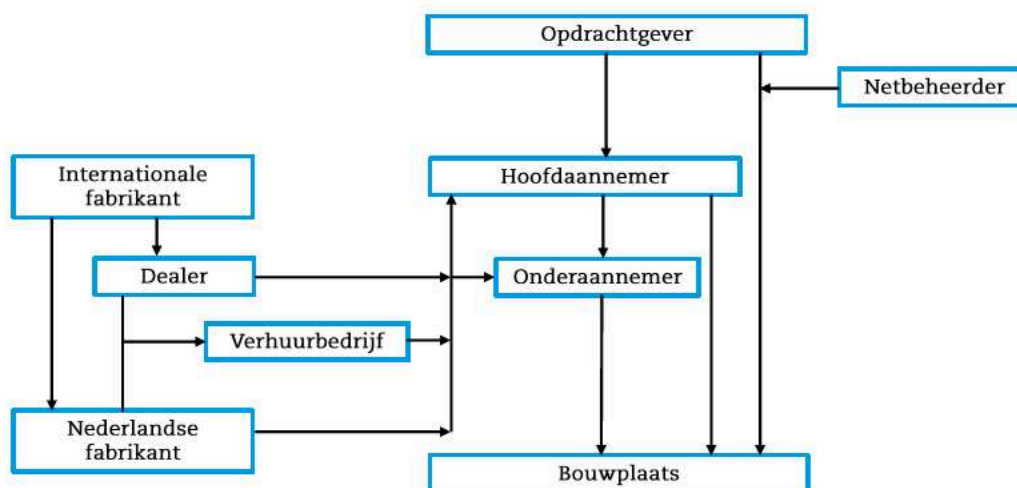 Opdrachtgever
Netbeheerder
Internationale
fabrikant
Hoofdaannemer
Dealer
Onderaannemer
Verhuurbedrijf
Nederlandse
fabrikant
Bouwplaats